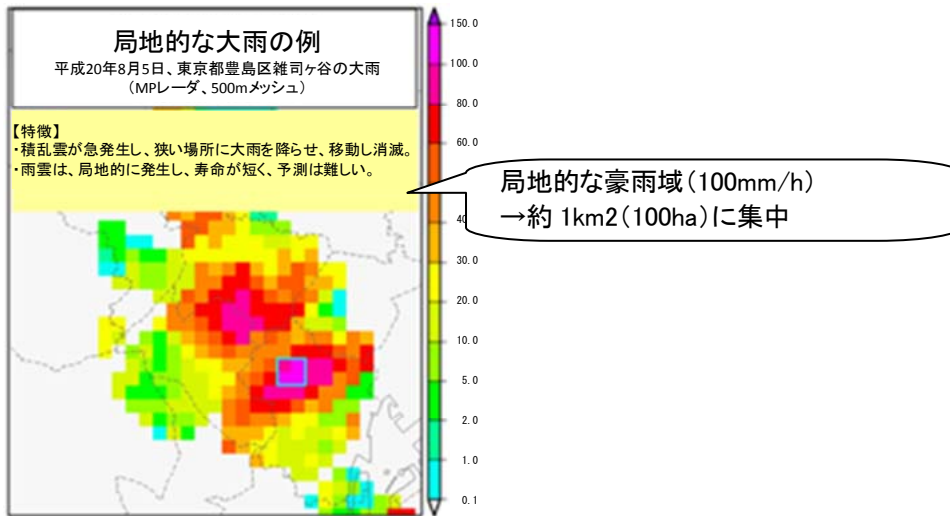 局地的な大雨の例
平成20年8月5日、東京都豊島区雑司ヶ谷の大雨
（MPレーダ、500mメッシュ）
【特徴】
・積乱雲が急発生し、狭い場所に大雨を降らせ、移動し消滅。
・雨雲は、局地的に発生し、寿命が短く、予測は難しい。
局地的な豪雨域（100mm/h）
→約 1km2（100ha）に集中
150.0
100.0
80.0
60.0
30.0
20.0
10.0
5.0
2.0
1.0
0.1